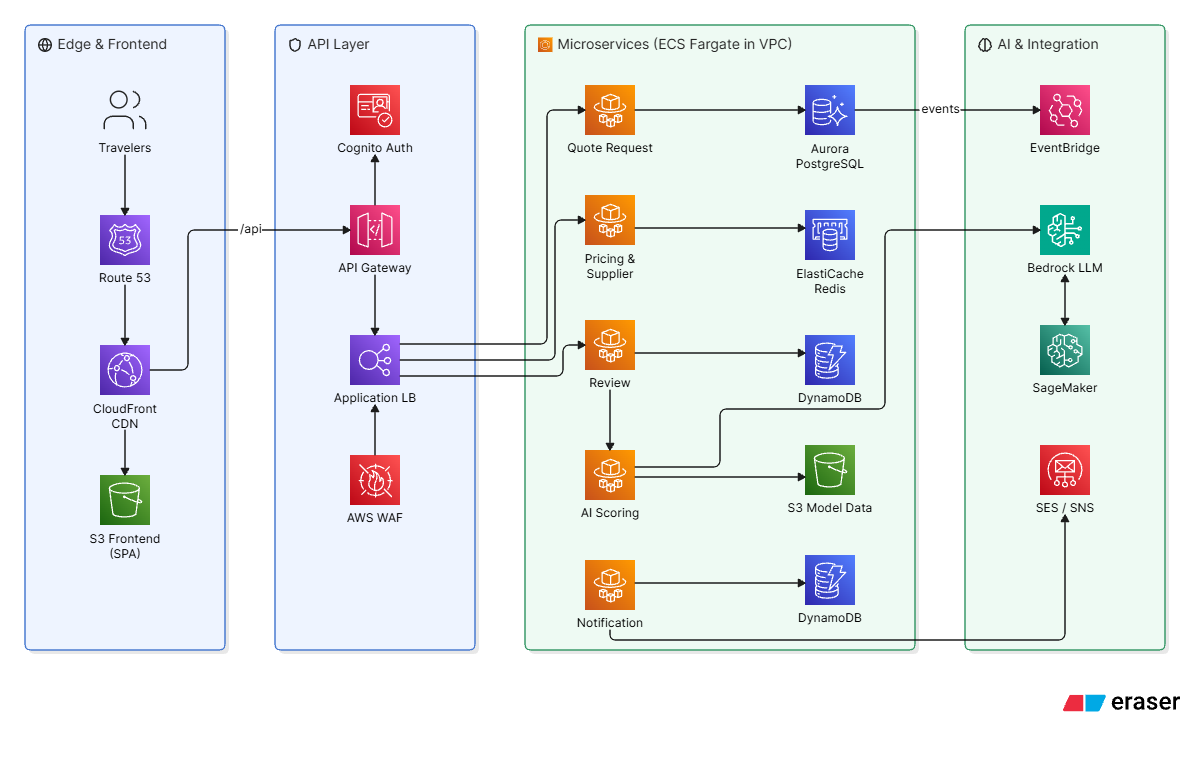 Edge & Frontend
Travelers
Route 53
53
CloudFront
CDN
S3 Frontend
(SPA)
/api
API Layer
Cognito Auth
API Gateway
Application LB
AWS WAF
Microservices (ECS Fargate in VPC)
Quote Request
Aurora
PostgreSQL
Pricing &
Supplier
ElastiCache
Redis
Review
DynamoDB
AI Scoring
S3 Model Data
Notification
DynamoDB
events
AI & Integration
EventBridge
Bedrock LLM
SageMaker
SES / SNS
eraser